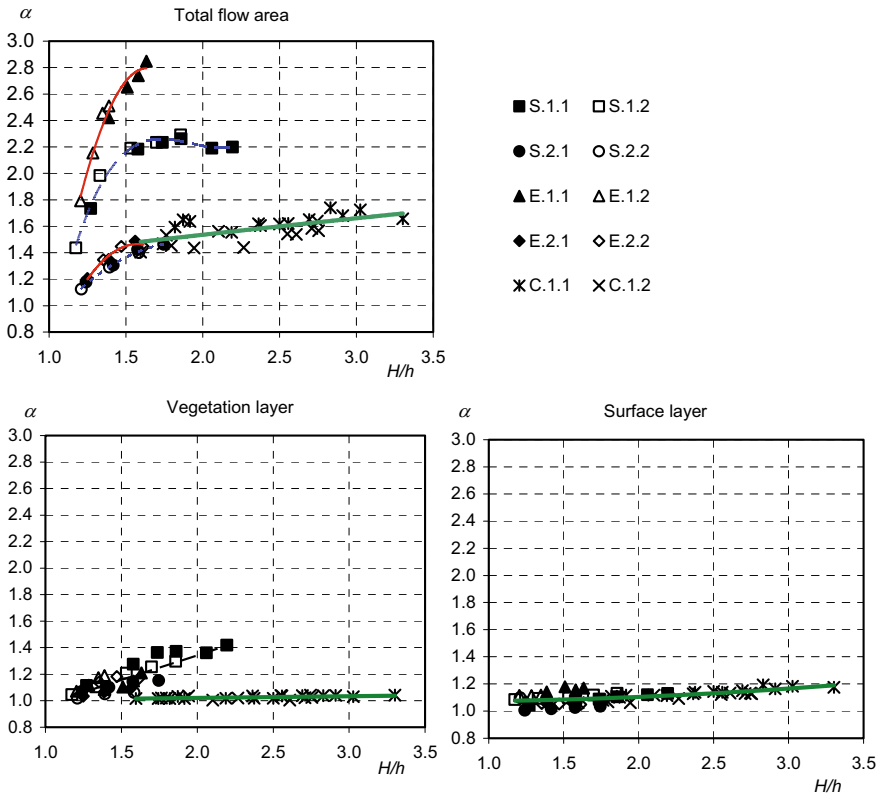 α
Total flow area
3.0
2.8
2.6
2.4
2.2
2.0
1.8
1.6
1.4
1.2
1.0
0.8
1.0 1.5 2.0 2.5 3.0 3.5
H/h
S.1.1 S.1.2
S.2.1 S.2.2
E.1.1 E.1.2
E.2.1 E.2.2
C.1.1 C.1.2
α
Vegetation layer
3.0
2.8
2.6
2.4
2.2
2.0
1.8
1.6
1.4
1.2
1.0
0.8
1.0 1.5 2.0 2.5 3.0 3.5
H/h
α
Surface layer
3.0
2.8
2.6
2.4
2.2
2.0
1.8
1.6
1.4
1.2
1.0
0.8
1.0 1.5 2.0 2.5 3.0 3.5
H/h